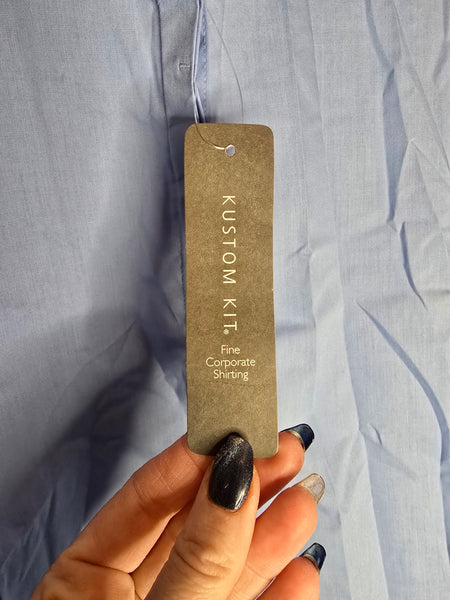 KUSTOM KIT®
Fine
Corporate
Shirting